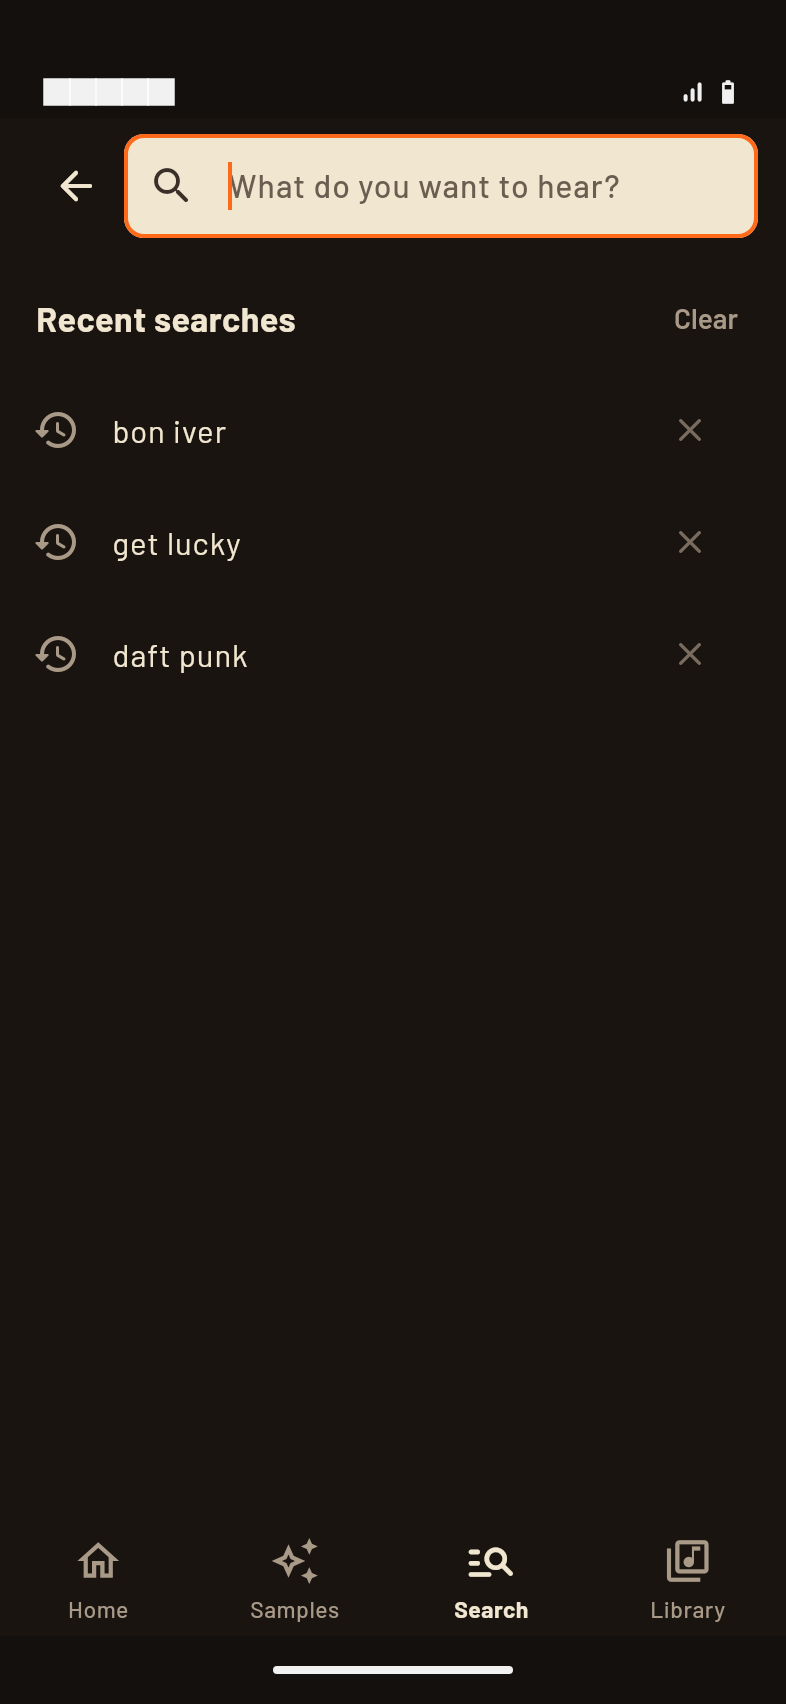 What do you want to hear?
Recent searches
Clear
bon iver
get lucky
daft punk
Home
Samples
Search
Library